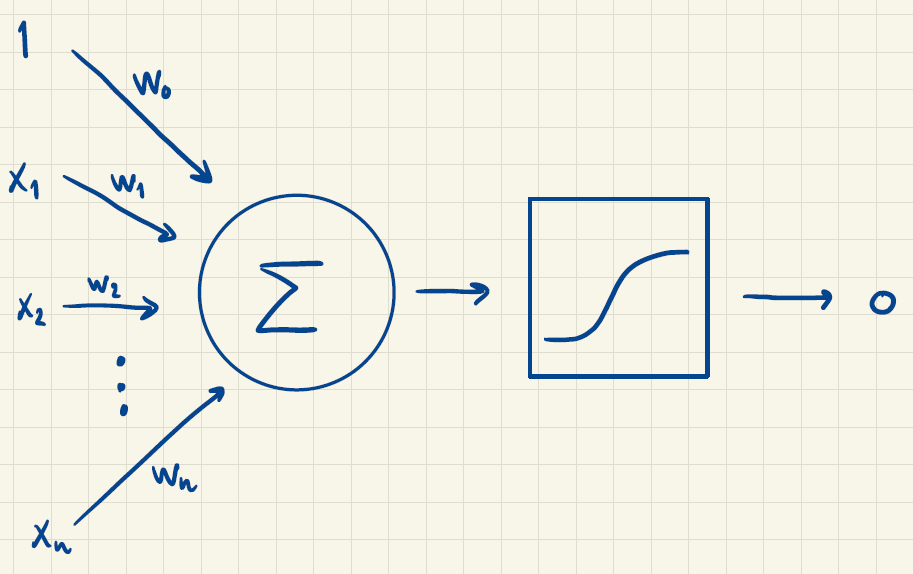 1
W₀
X₁
W₁
X₂
W₂
Σ
O
Wₙ
Xₙ